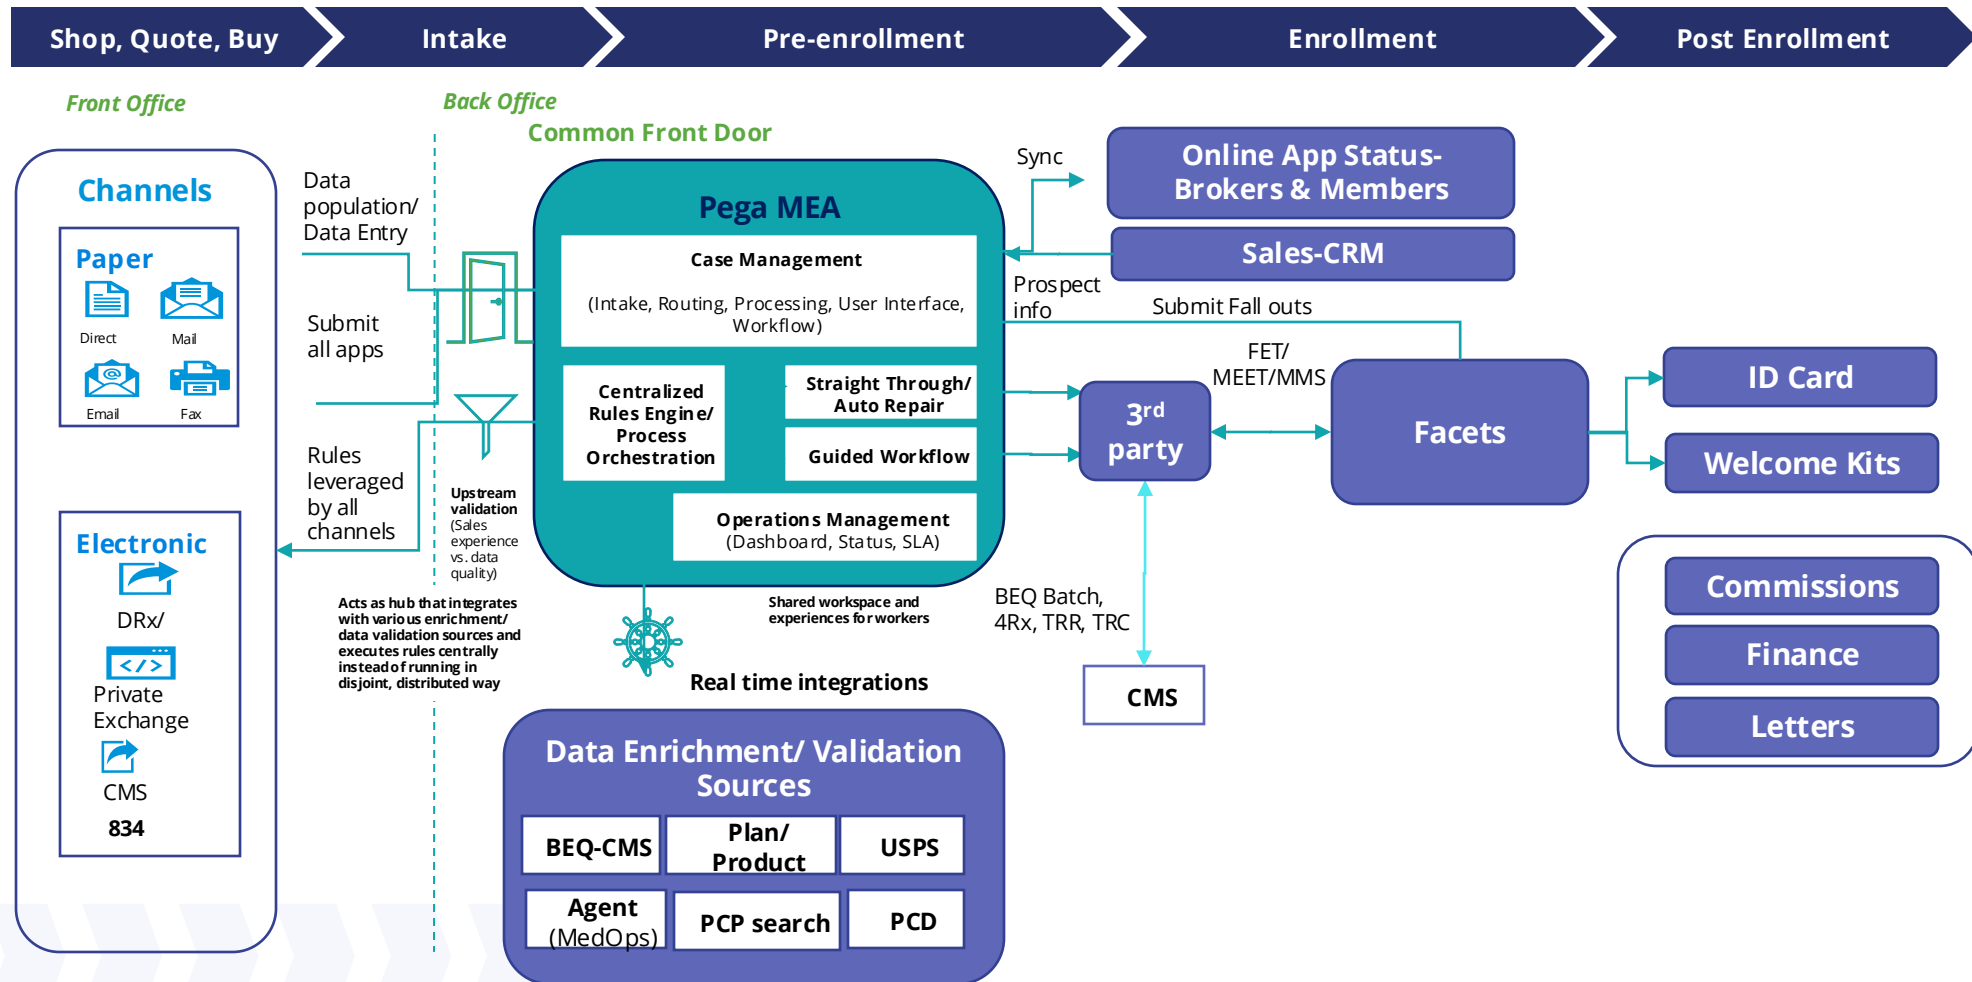 Shop, Quote, Buy
Intake
Pre-enrollment
Enrollment
Post Enrollment
Front Office
Back Office
Common Front Door
Channels
Paper
Direct
Mail
Email
Fax
Electronic
DRx/
Private
Exchange
CMS
834
Data
population/
Data Entry
Submit
all apps
Rules
leveraged
by all
channels
Upstream
validation
(Sales
experience
vs. data
quality)
Acts as hub that integrates
with various enrichment/
data validation sources and
executes rules centrally
instead of running in
disjoint, distributed way
Pega MEA
Case Management
(Intake, Routing, Processing, User Interface,
Workflow)
Centralized
Rules Engine/
Process
Orchestration
Straight Through/
Auto Repair
Guided Workflow
Operations Management
(Dashboard, Status, SLA)
Shared workspace and
experiences for workers
Real time integrations
Data Enrichment/ Validation
Sources
BEQ-CMS
Plan/
Product
USPS
Agent
(MedOps)
PCP search
PCD
Sync
Online App Status-
Brokers & Members
Sales-CRM
Prospect
info
Submit Fall outs
FET/
MEET/MMS
3rd
party
Facets
BEQ Batch,
4Rx, TRR, TRC
CMS
ID Card
Welcome Kits
Commissions
Finance
Letters